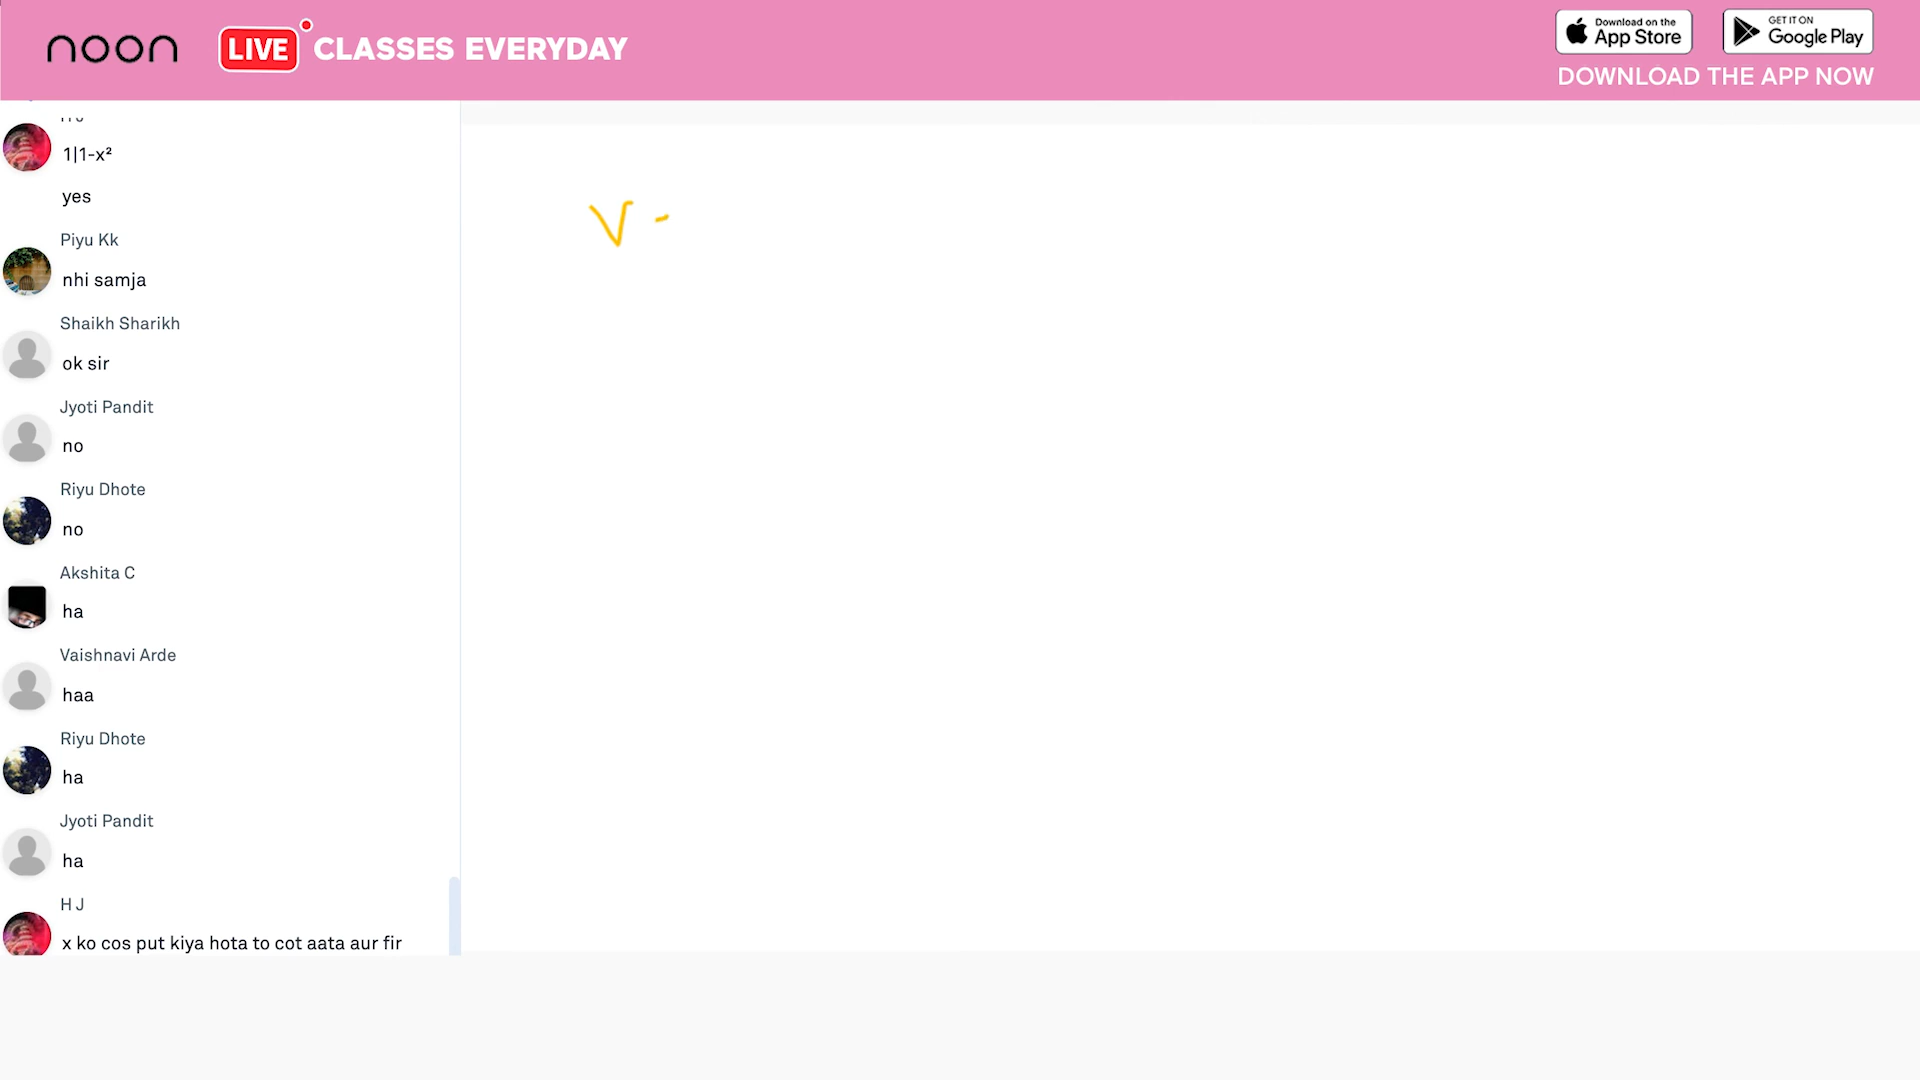 noon LIVE CLASSES EVERYDAY
Download on the
App Store
GET IT ON
Google Play
DOWNLOAD THE APP NOW
1|1-x²
yes
Piyu Kk
nhi samja
Shaikh Sharikh
ok sir
Jyoti Pandit
no
Riyu Dhote
no
Akshita C
ha
Vaishnavi Arde
haa
Riyu Dhote
ha
Jyoti Pandit
ha
H J
x ko cos put kiya hota to cot aata aur fir
V -